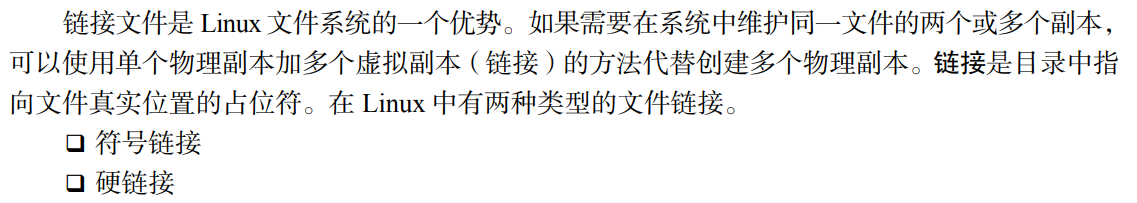 链接文件是 Linux 文件系统的一个优势。如果需要在系统中维护同一文件的两个或多个副本，
可以使用单个物理副本加多个虚拟副本（链接）的方法代替创建多个物理副本。链接是目录中指
向文件真实位置的占位符。在 Linux 中有两种类型的文件链接。
❑ 符号链接
❑ 硬链接